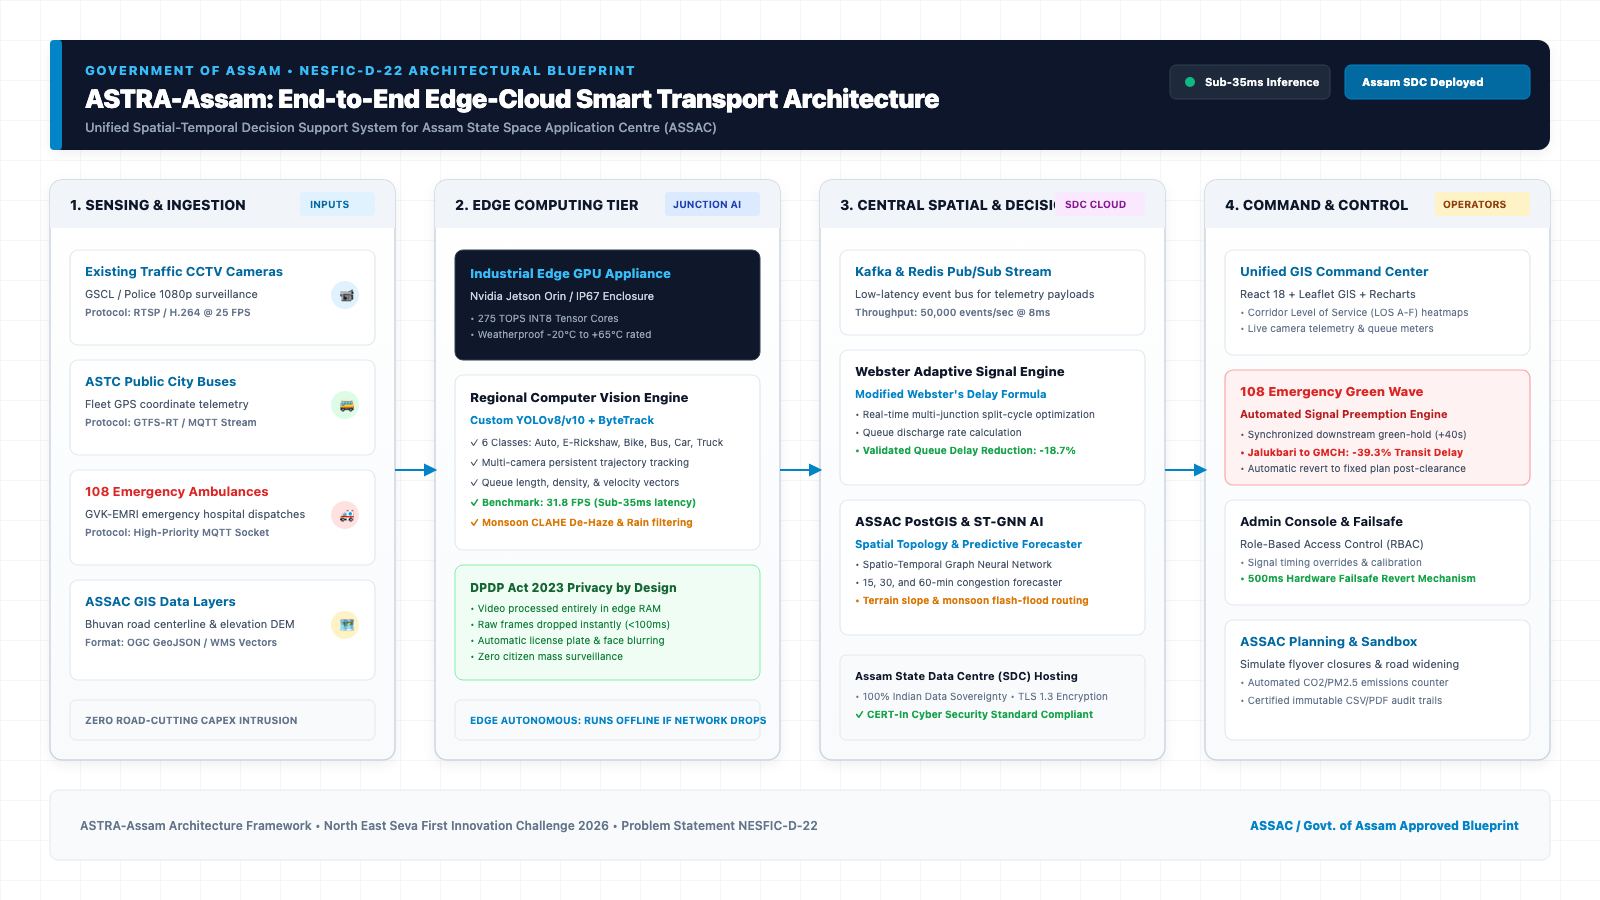 GOVERNMENT OF ASSAM • NESFIC-D-22 ARCHITECTURAL BLUEPRINT
ASTRA-Assam: End-to-End Edge-Cloud Smart Transport Architecture
Unified Spatial-Temporal Decision Support System for Assam State Space Application Centre (ASSAC)
Sub-35ms Inference
Assam SDC Deployed
1. SENSING & INGESTION
INPUTS
Existing Traffic CCTV Cameras
GSCL / Police 1080p surveillance
Protocol: RTSP / H.264 @ 25 FPS
ASTC Public City Buses
Fleet GPS coordinate telemetry
Protocol: GTFS-RT / MQTT Stream
108 Emergency Ambulances
GVK-EMRI emergency hospital dispatches
Protocol: High-Priority MQTT Socket
ASSAC GIS Data Layers
Bhuvan road centerline & elevation DEM
Format: OGC GeoJSON / WMS Vectors
ZERO ROAD-CUTTING CAPEX INTRUSION
2. EDGE COMPUTING TIER
JUNCTION AI
Industrial Edge GPU Appliance
Nvidia Jetson Orin / IP67 Enclosure
• 275 TOPS INT8 Tensor Cores
• Weatherproof -20°C to +65°C rated
Regional Computer Vision Engine
Custom YOLOv8/v10 + ByteTrack
✓ 6 Classes: Auto, E-Rickshaw, Bike, Bus, Car, Truck
✓ Multi-camera persistent trajectory tracking
✓ Queue length, density, & velocity vectors
✓ Benchmark: 31.8 FPS (Sub-35ms latency)
✓ Monsoon CLAHE De-Haze & Rain filtering
DPDP Act 2023 Privacy by Design
• Video processed entirely in edge RAM
• Raw frames dropped instantly (<100ms)
• Automatic license plate & face blurring
• Zero citizen mass surveillance
EDGE AUTONOMOUS: RUNS OFFLINE IF NETWORK DROPS
3. CENTRAL SPATIAL & DECISI
SDC CLOUD
Kafka & Redis Pub/Sub Stream
Low-latency event bus for telemetry payloads
Throughput: 50,000 events/sec @ 8ms
Webster Adaptive Signal Engine
Modified Webster's Delay Formula
• Real-time multi-junction split-cycle optimization
• Queue discharge rate calculation
• Validated Queue Delay Reduction: -18.7%
ASSAC PostGIS & ST-GNN AI
Spatial Topology & Predictive Forecaster
• Spatio-Temporal Graph Neural Network
• 15, 30, and 60-min congestion forecaster
• Terrain slope & monsoon flash-flood routing
Assam State Data Centre (SDC) Hosting
• 100% Indian Data Sovereignty • TLS 1.3 Encryption
✓ CERT-In Cyber Security Standard Compliant
4. COMMAND & CONTROL
OPERATORS
Unified GIS Command Center
React 18 + Leaflet GIS + Recharts
• Corridor Level of Service (LOS A-F) heatmaps
• Live camera telemetry & queue meters
108 Emergency Green Wave
Automated Signal Preemption Engine
• Synchronized downstream green-hold (+40s)
• Jalukbari to GMCH: -39.3% Transit Delay
• Automatic revert to fixed plan post-clearance
Admin Console & Failsafe
Role-Based Access Control (RBAC)
• Signal timing overrides & calibration
• 500ms Hardware Failsafe Revert Mechanism
ASSAC Planning & Sandbox
Simulate flyover closures & road widening
• Automated CO2/PM2.5 emissions counter
• Certified immutable CSV/PDF audit trails
ASTRA-Assam Architecture Framework • North East Seva First Innovation Challenge 2026 • Problem Statement NESFIC-D-22
ASSAC / Govt. of Assam Approved Blueprint